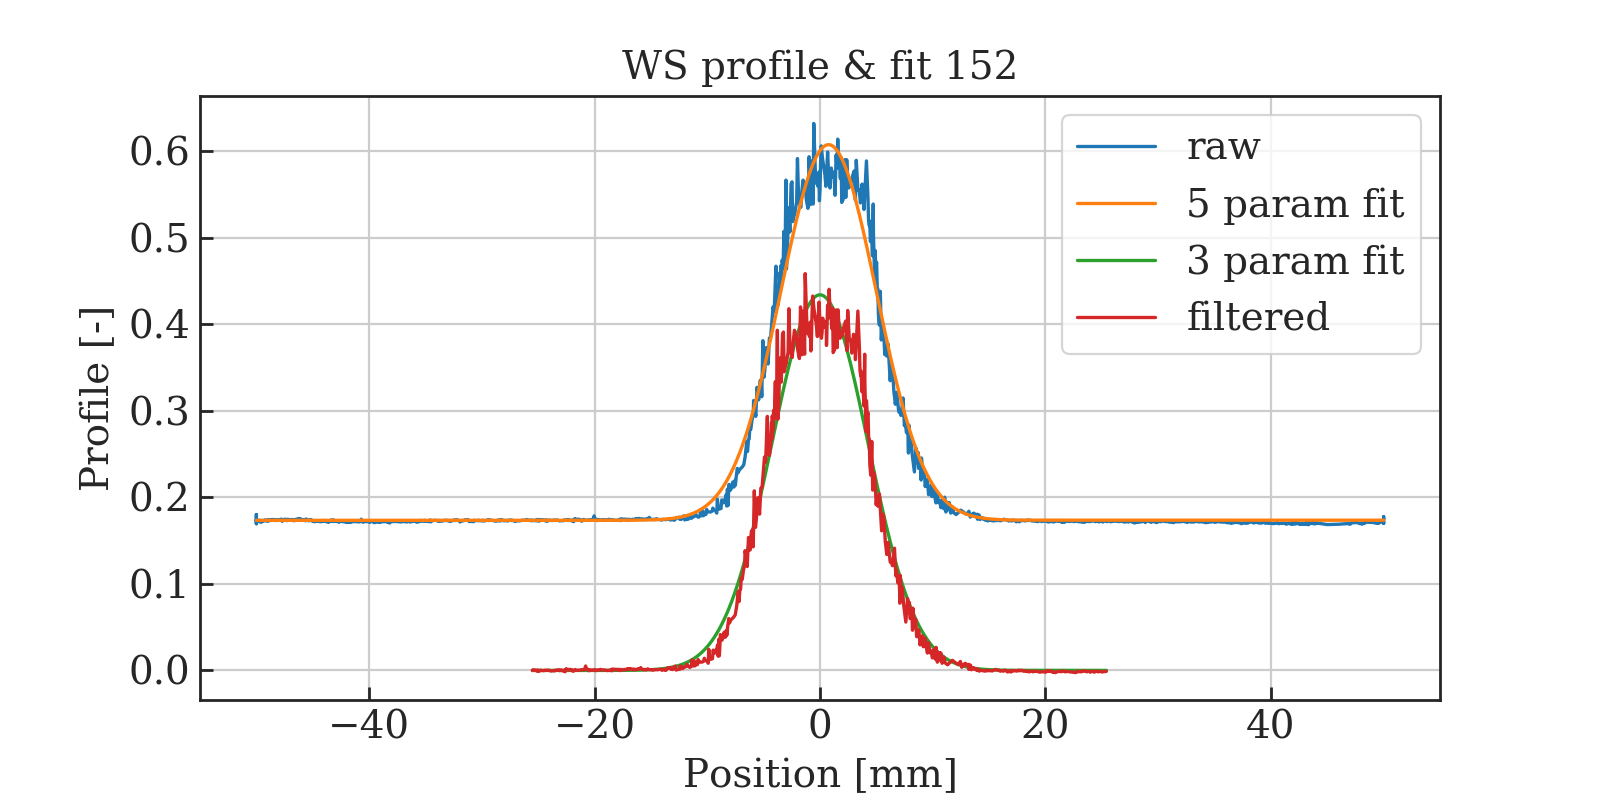 WS profile & fit 152
raw
5 param fit
3 param fit
filtered
Profile [-]
0.6
0.5
0.4
0.3
0.2
0.1
0.0
−40 −20 0 20 40
Position [mm]